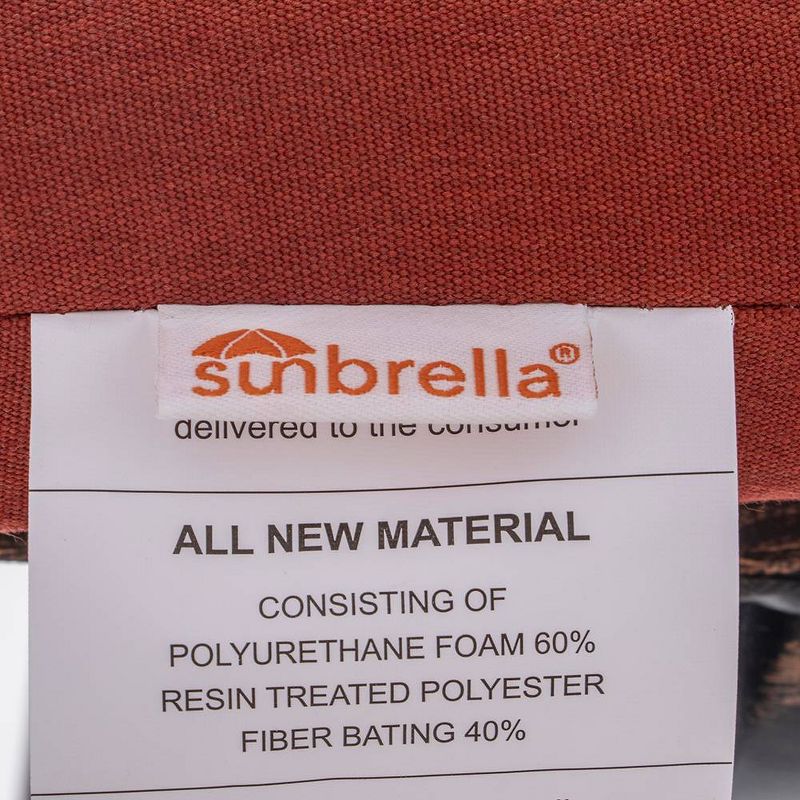 sunbrella®
delivered to the consumer
ALL NEW MATERIAL
CONSISTING OF
POLYURETHANE FOAM 60%
RESIN TREATED POLYESTER
FIBER BATING 40%